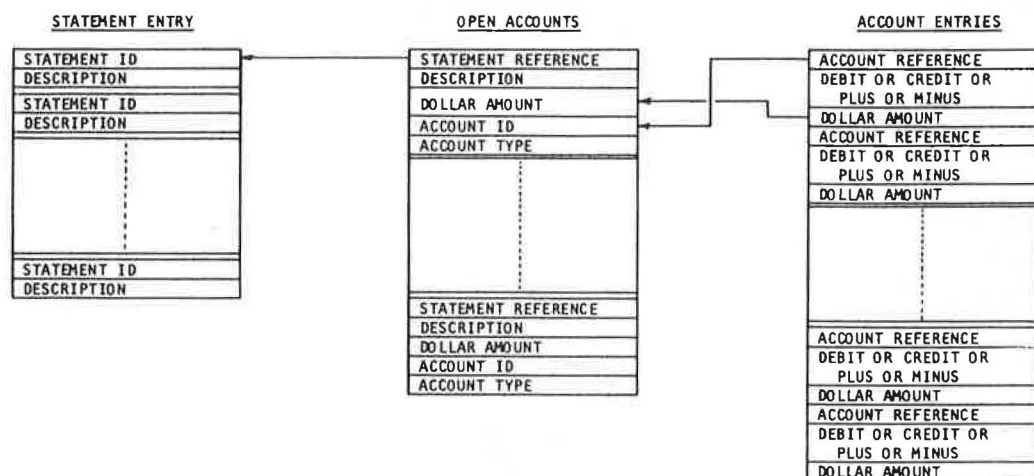 STATEMENT ENTRY
STATEMENT ID
DESCRIPTION
STATEMENT ID
DESCRIPTION
STATEMENT ID
DESCRIPTION
OPEN ACCOUNTS
STATEMENT REFERENCE
DESCRIPTION
DOLLAR AMOUNT
ACCOUNT ID
ACCOUNT TYPE
STATEMENT REFERENCE
DESCRIPTION
DOLLAR AMOUNT
ACCOUNT ID
ACCOUNT TYPE
ACCOUNT ENTRIES
ACCOUNT REFERENCE
DEBIT OR CREDIT OR
PLUS OR MINUS
DOLLAR AMOUNT
ACCOUNT REFERENCE
DEBIT OR CREDIT OR
PLUS OR MINUS
DOLLAR AMOUNT
ACCOUNT REFERENCE
DEBIT OR CREDIT OR
PLUS OR MINUS
DOLLAR AMOUNT
ACCOUNT REFERENCE
DEBIT OR CREDIT OR
PLUS OR MINUS
DOLLAR AMOUNT